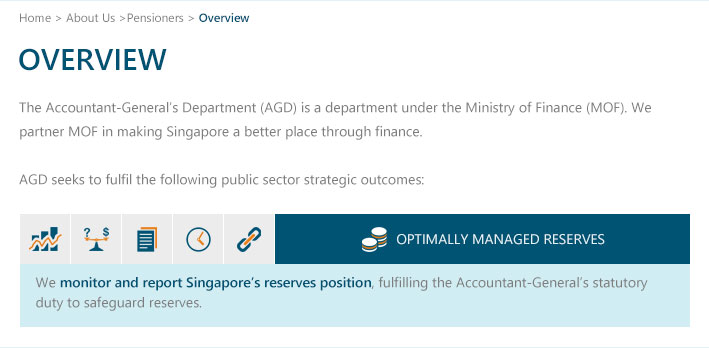 Home > About Us >Pensioners > Overview
OVERVIEW
The Accountant-General's Department (AGD) is a department under the Ministry of Finance (MOF). We
partner MOF in making Singapore a better place through finance.
AGD seeks to fulfil the following public sector strategic outcomes:
? $
OPTIMALLY MANAGED RESERVES
We monitor and report Singapore's reserves position, fulfilling the Accountant-General's statutory
duty to safeguard reserves.